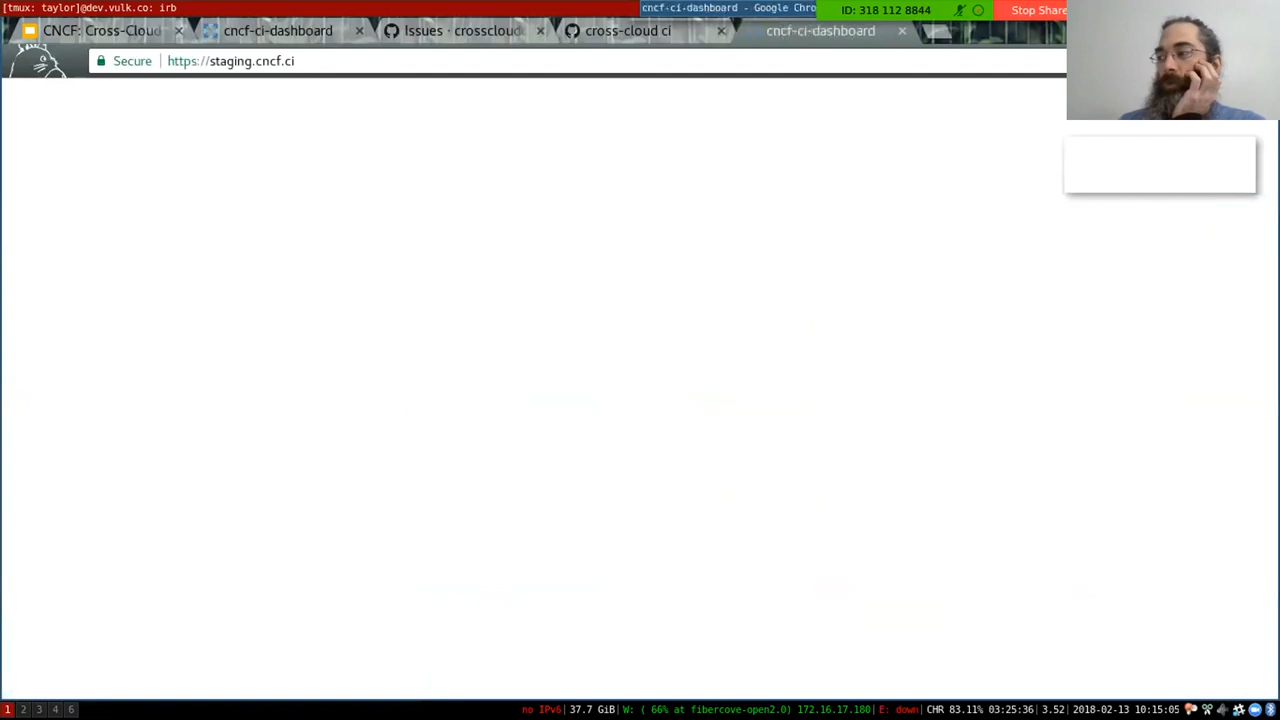 [tmux: taylor]@dev.vulk.co: irb
cncf-ci-dashboard - Google Chro
ID: 318 112 8844
Stop Share
CNCF: Cross-Cloud
cncf-ci-dashboard
Issues · crosscloud
cross-cloud ci
cncf-ci-dashboard
Secure
https://staging.cncf.ci
1 2 3 4 6
no IPv6|37.7 GiB|W: ( 66% at fibercove-open2.0) 172.16.17.180|E: down|CHR 83.11% 03:25:36|3.52|2018-02-13 10:15:05